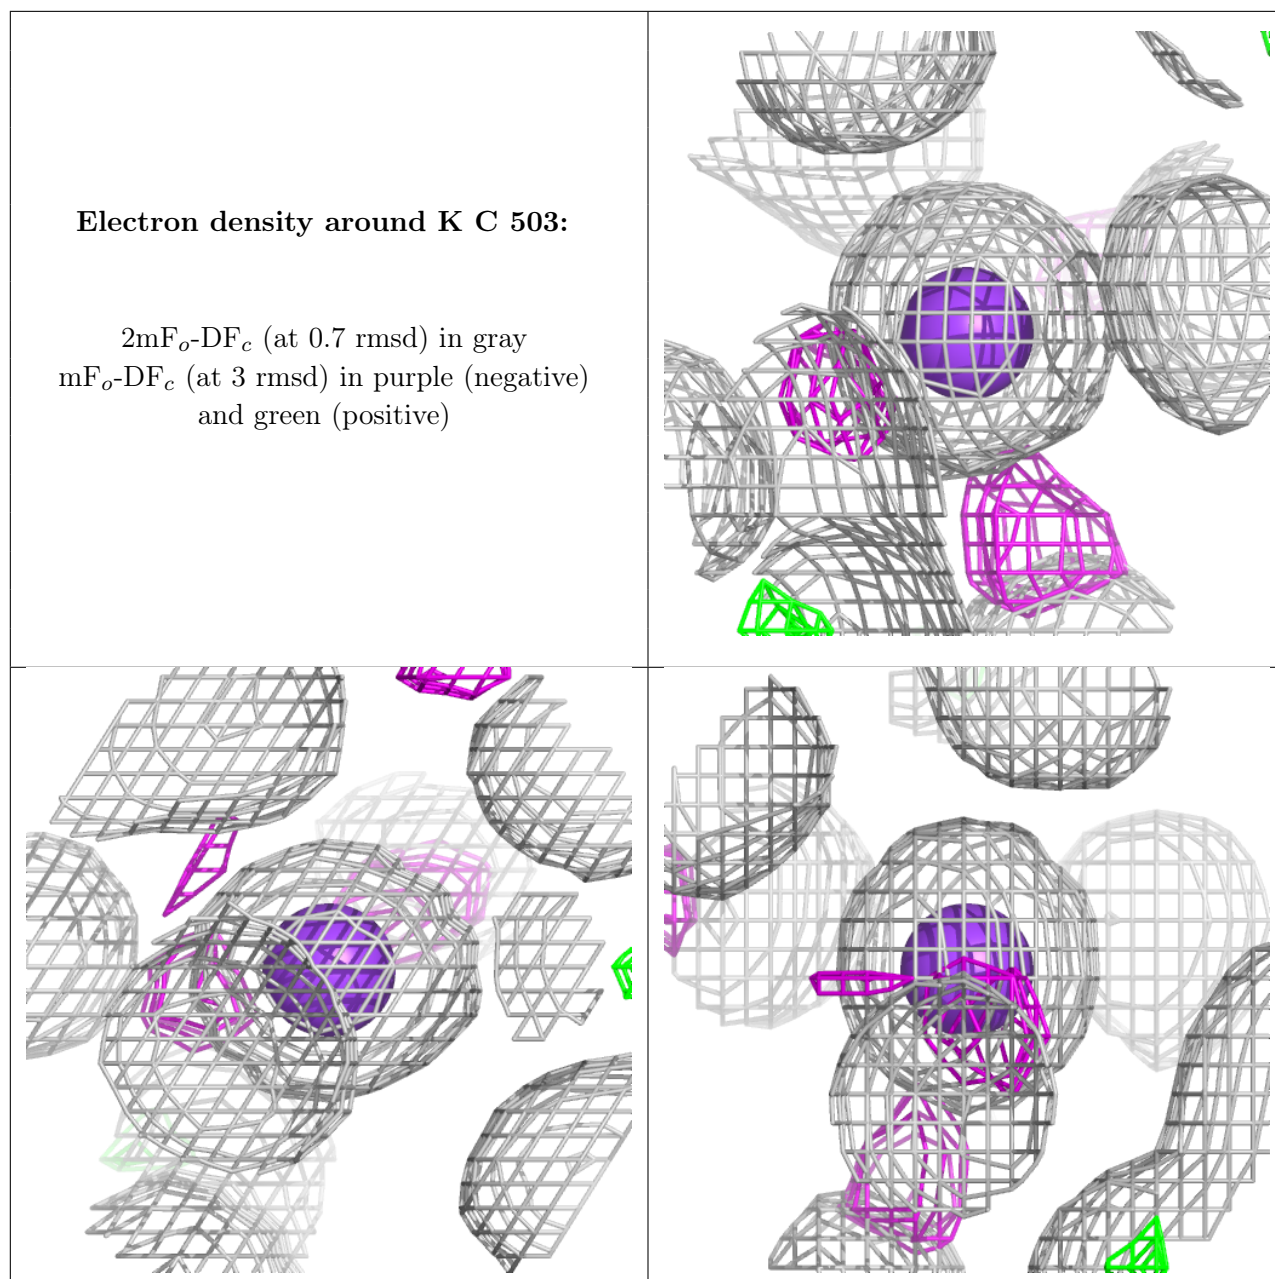 Electron density around K C 503:
2mFo-DFc (at 0.7 rmsd) in gray
mFo-DFc (at 3 rmsd) in purple (negative)
and green (positive)